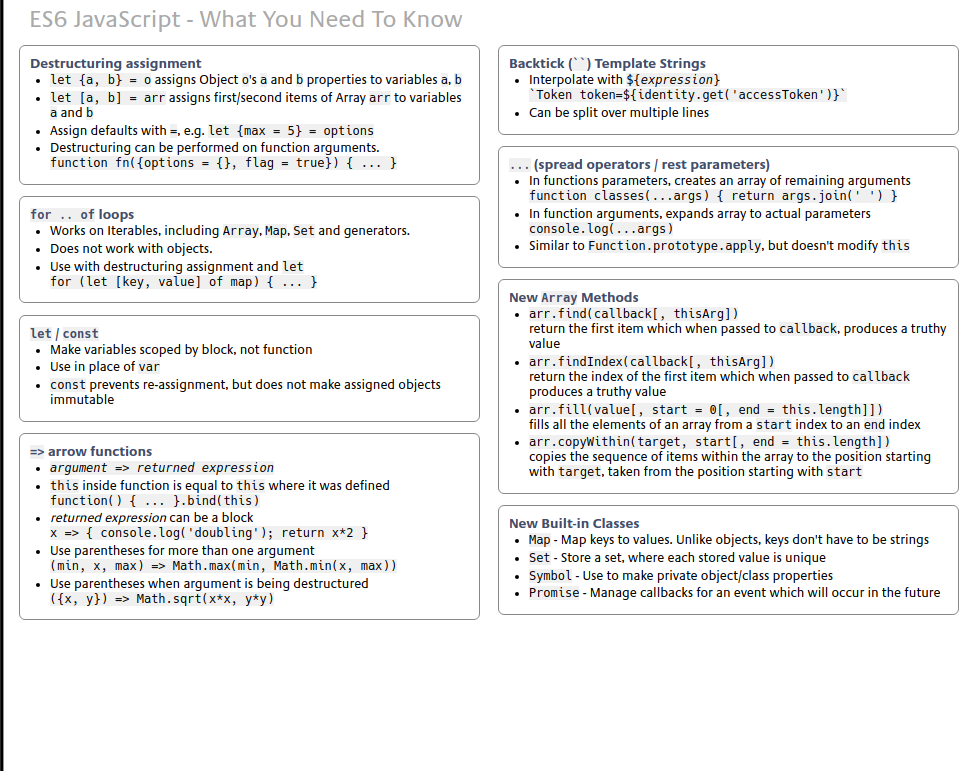 ES6 JavaScript - What You Need To Know
Destructuring assignment
• let {a, b} = o assigns Object o's a and b properties to variables a, b
• let [a, b] = arr assigns first/second items of Array arr to variables
a and b
• Assign defaults with =, e.g. let {max = 5} = options
• Destructuring can be performed on function arguments.
function fn({options = {}, flag = true}) { ... }
for .. of loops
• Works on Iterables, including Array, Map, Set and generators.
• Does not work with objects.
• Use with destructuring assignment and let
for (let [key, value] of map) { ... }
let / const
• Make variables scoped by block, not function
• Use in place of var
• const prevents re-assignment, but does not make assigned objects
immutable
=> arrow functions
• argument => returned expression
• this inside function is equal to this where it was defined
function() { ... }.bind(this)
• returned expression can be a block
x => { console.log('doubling'); return x*2 }
• Use parentheses for more than one argument
(min, x, max) => Math.max(min, Math.min(x, max))
• Use parentheses when argument is being destructured
({x, y}) => Math.sqrt(x*x, y*y)
Backtick (``) Template Strings
• Interpolate with ${expression}
`Token token=${identity.get('accessToken')}`
• Can be split over multiple lines
... (spread operators / rest parameters)
• In functions parameters, creates an array of remaining arguments
function classes(...args) { return args.join(' ') }
• In function arguments, expands array to actual parameters
console.log(...args)
• Similar to Function.prototype.apply, but doesn't modify this
New Array Methods
• arr.find(callback[, thisArg])
return the first item which when passed to callback, produces a truthy
value
• arr.findIndex(callback[, thisArg])
return the index of the first item which when passed to callback
produces a truthy value
• arr.fill(value[, start = 0[, end = this.length]])
fills all the elements of an array from a start index to an end index
• arr.copyWithin(target, start[, end = this.length])
copies the sequence of items within the array to the position starting
with target, taken from the position starting with start
New Built-in Classes
• Map - Map keys to values. Unlike objects, keys don't have to be strings
• Set - Store a set, where each stored value is unique
• Symbol - Use to make private object/class properties
• Promise - Manage callbacks for an event which will occur in the future